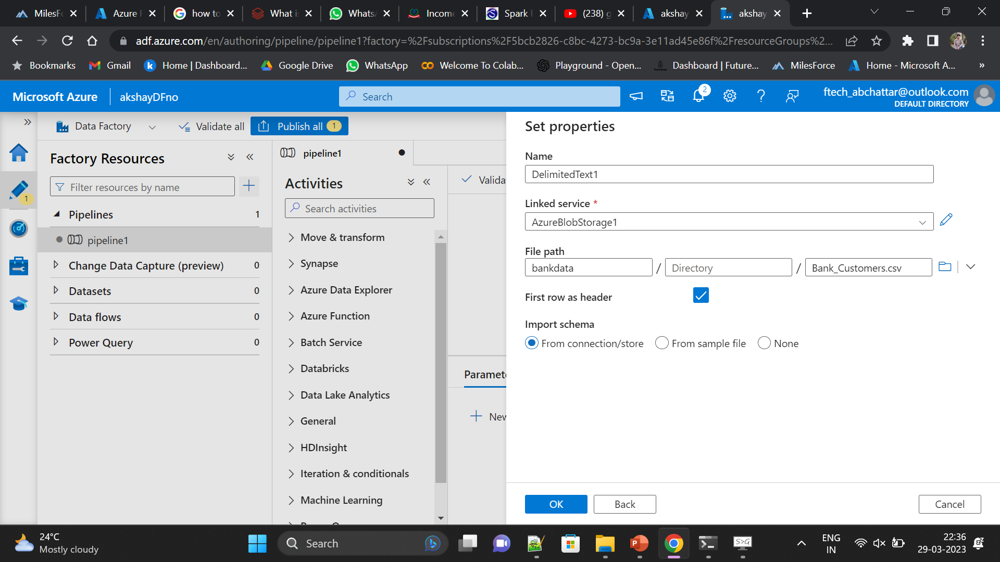 MilesFo
Azure
how to
What i
Whats
Income
Spark
(238) g
akshay
akshay
adf.azure.com/en/authoring/pipeline/pipeline1?factory=%2Fsubscriptions%2F5bcb2826-c8bc-4273-bc9a-3e11ad45e86f%2FresourceGroups%2...
Bookmarks
Gmail
Home | Dashboard...
Google Drive
WhatsApp
Welcome To Colab...
Playground - Open...
Dashboard | Future...
MilesForce
Home - Microsoft A...
»
Microsoft Azure
akshayDFno
Search
2
ftech_abchattar@outlook.com
DEFAULT DIRECTORY
Data Factory
Validate all
Publish all 1
1
Factory Resources
Filter resources by name
Pipelines 1
pipeline1
Change Data Capture (preview) 0
Datasets 0
Data flows 0
Power Query 0
pipeline1
Activities
Search activities
Move & transform
Synapse
Azure Data Explorer
Azure Function
Batch Service
Databricks
Data Lake Analytics
General
HDInsight
Iteration & conditionals
Machine Learning
Valida
Paramete
New
Set properties
Name
DelimitedText1
Linked service *
AzureBlobStorage1
File path
bankdata / Directory / Bank_Customers.csv
First row as header
Import schema
From connection/store
From sample file
None
OK
Back
Cancel
24°C
Mostly cloudy
Search
ENG
IN
22:36
29-03-2023